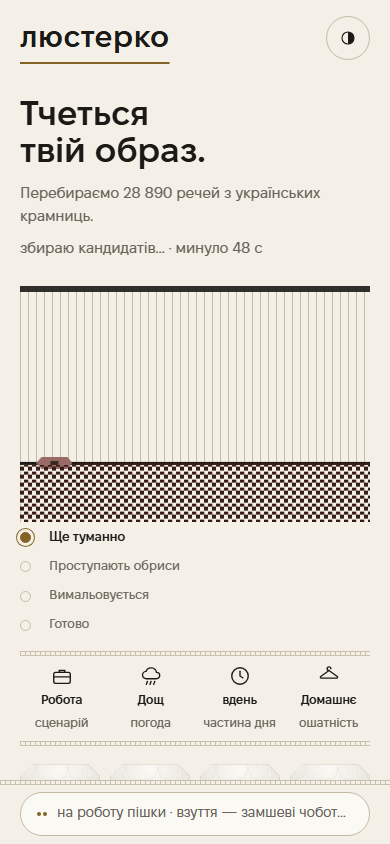 люстерко
Тчеться
твій образ.
Перебираємо 28 890 речей з українських
крамниць.
збираю кандидатів... · минуло 48 с
Ще туманно
Проступають обриси
Вимальовується
Готово
Робота
Дощ
вдень
Домашнє
сценарій
погода
частина дня
ошатність
на роботу пішки · взуття — замшеві чобот...